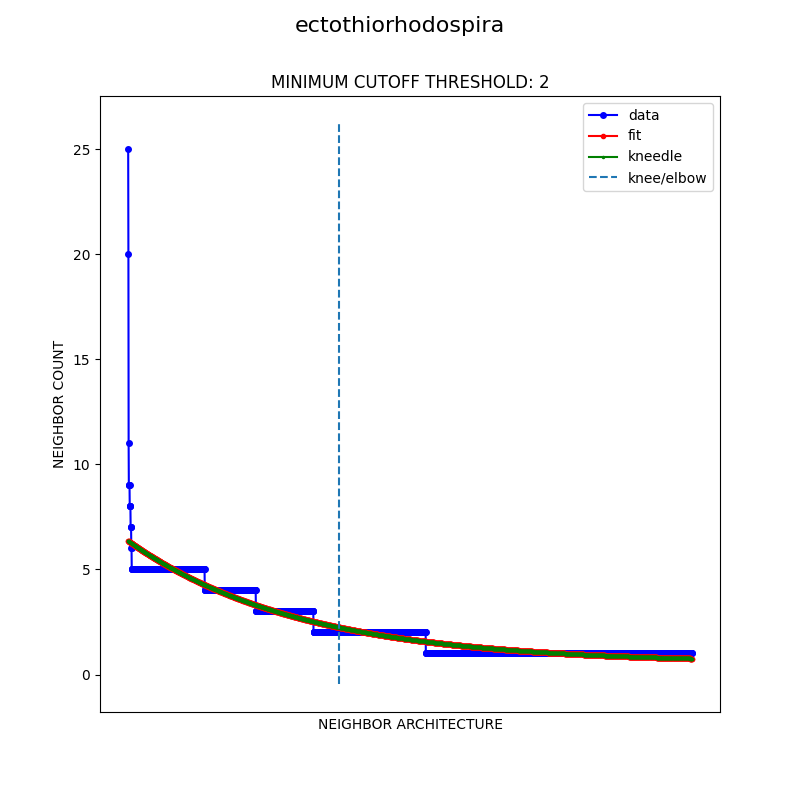 ectothiorhodospira
MINIMUM CUTOFF THRESHOLD: 2
data
fit
kneedle
knee/elbow
25
20
15
10
5
0
NEIGHBOR COUNT
NEIGHBOR ARCHITECTURE